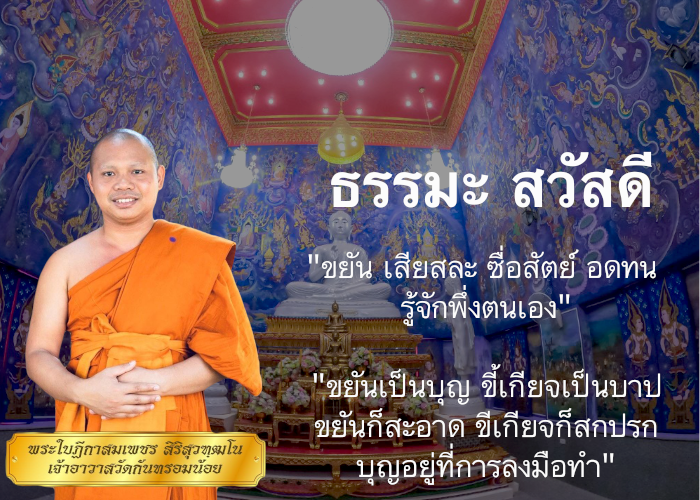 ธรรมะ สวัสดี
"ขยัน เสียสละ ซื่อสัตย์ อดทน
รู้จักพึ่งตนเอง"
"ขยันเป็นบุญ ขี้เกียจเป็นบาป
ขยันก็สะอาด ขีเกียจก็สกปรก
บุญอยู่ที่การลงมือทำ"
พระใบฎีกาสมเพชร สิริสุวฑฺฒโน
เจ้าอาวาสวัดกันทรอมน้อย